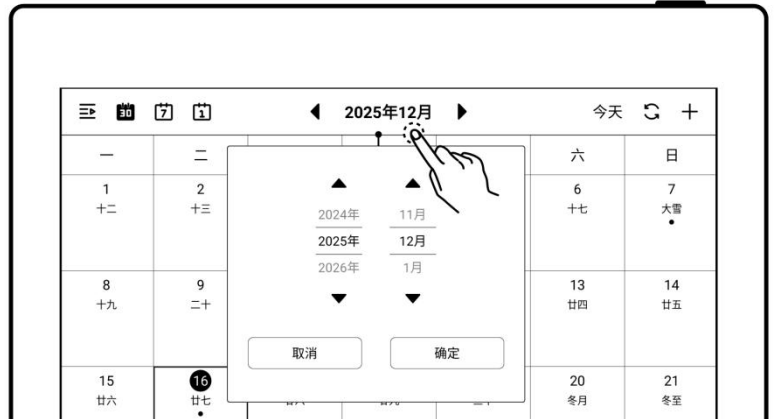 30 7 1 2025年12月 今天
一 二 六 日
1 2 6 7
十二 十三 十七 大雪
2024年 11月
2025年 12月
2026年 1月
8 9 13 14
十九 二十 廿四 廿五
取消 确定
15 16 20 21
廿六 廿七 冬月 冬至